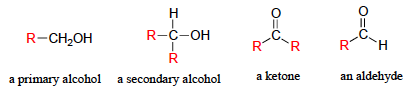 R–CH₂OH
H
R–C–OH
R
O
R C R
O
R C H
a primary alcohol
a secondary alcohol
a ketone
an aldehyde